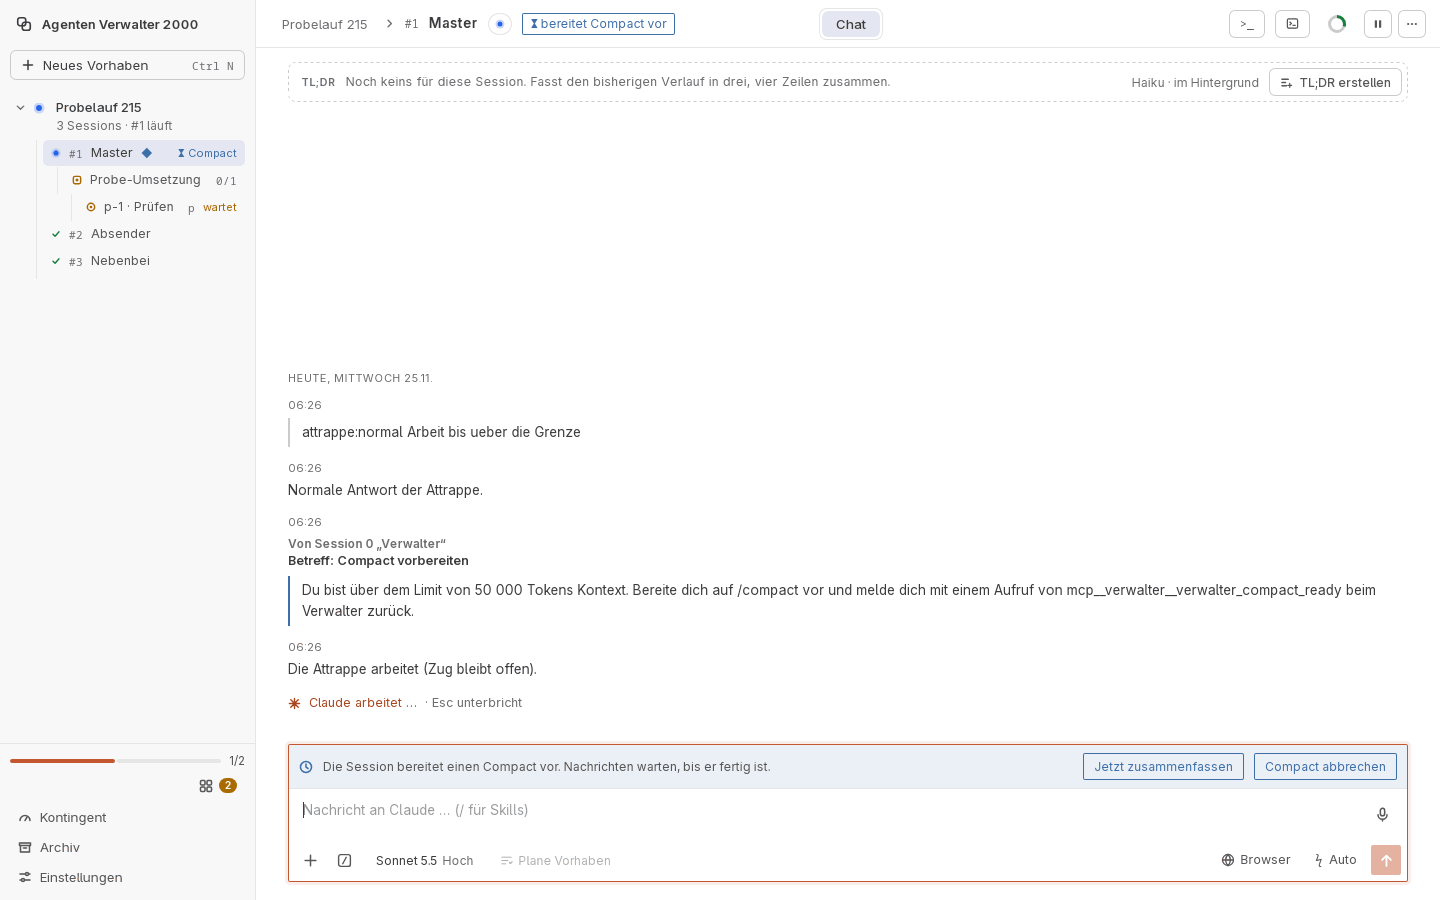 Agenten Verwalter 2000
Neues Vorhaben Ctrl N
Probelauf 215
3 Sessions · #1 läuft
#1 Master Compact
Probe-Umsetzung 0/1
p-1 · Prüfen p wartet
#2 Absender
#3 Nebenbei
1/2
2
Kontingent
Archiv
Einstellungen
Probelauf 215 #1 Master bereitet Compact vor
Chat
TL;DR Noch keins für diese Session. Fasst den bisherigen Verlauf in drei, vier Zeilen zusammen. Haiku · im Hintergrund TL;DR erstellen
HEUTE, MITTWOCH 25.11.
06:26
attrappe:normal Arbeit bis ueber die Grenze
06:26
Normale Antwort der Attrappe.
06:26
Von Session 0 „Verwalter“
Betreff: Compact vorbereiten
Du bist über dem Limit von 50 000 Tokens Kontext. Bereite dich auf /compact vor und melde dich mit einem Aufruf von mcp__verwalter__verwalter_compact_ready beim
Verwalter zurück.
06:26
Die Attrappe arbeitet (Zug bleibt offen).
Claude arbeitet … · Esc unterbricht
Die Session bereitet einen Compact vor. Nachrichten warten, bis er fertig ist. Jetzt zusammenfassen Compact abbrechen
Nachricht an Claude … (/ für Skills)
Sonnet 5.5 Hoch Plane Vorhaben Browser Auto